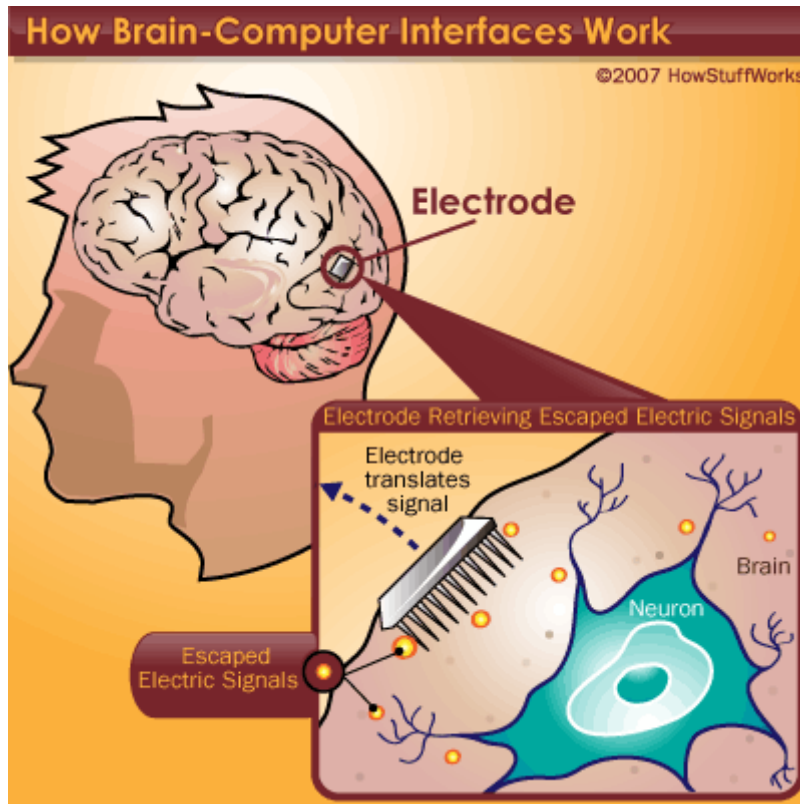 How Brain-Computer Interfaces Work
©2007 HowStuffWorks
Electrode
Electrode Retrieving Escaped Electric Signals
Electrode
translates
signal
Brain
Neuron
Escaped
Electric Signals